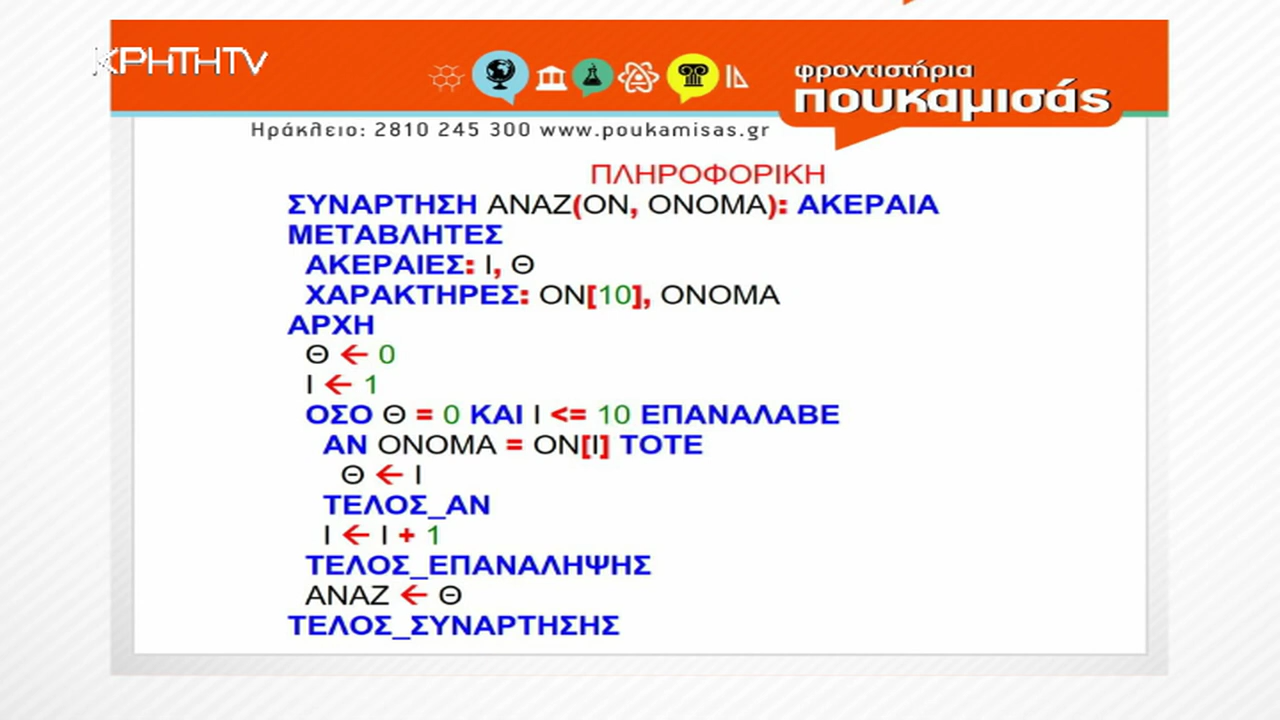 ΚΡΗΤΗTV
φροντιστήρια
πουκαμισάς
Ηράκλειο: 2810 245 300 www.poukamisas.gr
ΠΛΗΡΟΦΟΡΙΚΗ
ΣΥΝΑΡΤΗΣΗ ΑΝΑΖ(ΟΝ, ΟΝΟΜΑ): ΑΚΕΡΑΙΑ
ΜΕΤΑΒΛΗΤΕΣ
ΑΚΕΡΑΙΕΣ: Ι, Θ
ΧΑΡΑΚΤΗΡΕΣ: ΟΝ[10], ΟΝΟΜΑ
ΑΡΧΗ
Θ ← 0
Ι ← 1
ΟΣΟ Θ = 0 ΚΑΙ Ι <= 10 ΕΠΑΝΑΛΑΒΕ
ΑΝ ΟΝΟΜΑ = ΟΝ[Ι] ΤΟΤΕ
Θ ← Ι
ΤΕΛΟΣ_ΑΝ
Ι ← Ι + 1
ΤΕΛΟΣ_ΕΠΑΝΑΛΗΨΗΣ
ΑΝΑΖ ← Θ
ΤΕΛΟΣ_ΣΥΝΑΡΤΗΣΗΣ